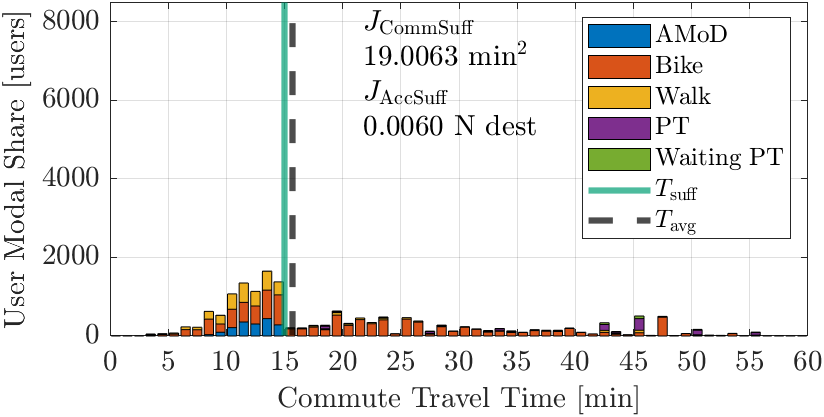 8000
6000
4000
2000
0
User Modal Share [users]
J_CommSuff
19.0063 min²
J_AccSuff
0.0060 N dest
AMoD
Bike
Walk
PT
Waiting PT
T_suff
T_avg
0 5 10 15 20 25 30 35 40 45 50 55 60
Commute Travel Time [min]